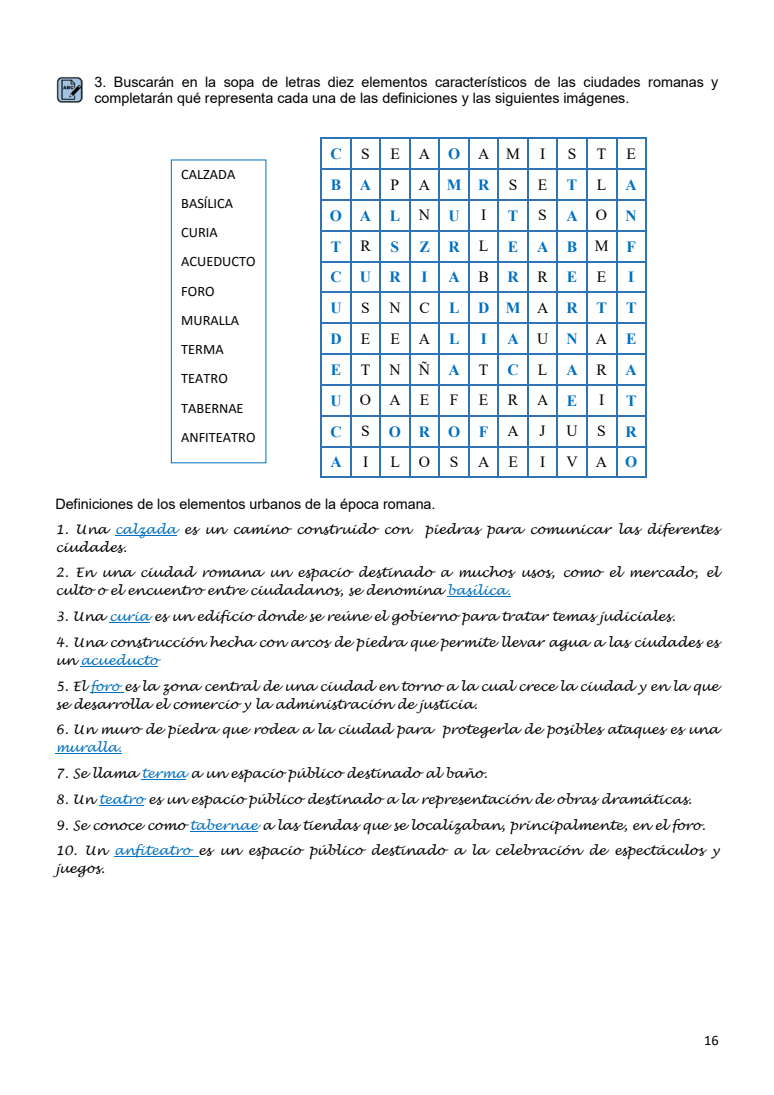 3. Buscarán en la sopa de letras diez elementos característicos de las ciudades romanas y
completarán qué representa cada una de las definiciones y las siguientes imágenes.
CALZADA
BASÍLICA
CURIA
ACUEDUCTO
FORO
MURALLA
TERMA
TEATRO
TABERNAE
ANFITEATRO
C S E A O A M I S T E
B A P A M R S E T L A
O A L N U I T S A O N
T R S Z R L E A B M F
C U R I A B R R E E I
U S N C L D M A R T T
D E E A L I A U N A E
E T N Ñ A T C L A R A
U O A E F E R A E I T
C S O R O F A J U S R
A I L O S A E I V A O
Definiciones de los elementos urbanos de la época romana.
1. Una calzada es un camino construido con piedras para comunicar las diferentes
ciudades.
2. En una ciudad romana un espacio destinado a muchos usos, como el mercado, el
culto o el encuentro entre ciudadanos, se denomina basílica.
3. Una curia es un edificio donde se reúne el gobierno para tratar temas judiciales.
4. Una construcción hecha con arcos de piedra que permite llevar agua a las ciudades es
un acueducto
5. El foro es la zona central de una ciudad en torno a la cual crece la ciudad y en la que
se desarrolla el comercio y la administración de justicia.
6. Un muro de piedra que rodea a la ciudad para protegerla de posibles ataques es una
muralla.
7. Se llama terma a un espacio público destinado al baño.
8. Un teatro es un espacio público destinado a la representación de obras dramáticas.
9. Se conoce como tabernae a las tiendas que se localizaban, principalmente, en el foro.
10. Un anfiteatro es un espacio público destinado a la celebración de espectáculos y
juegos.
16